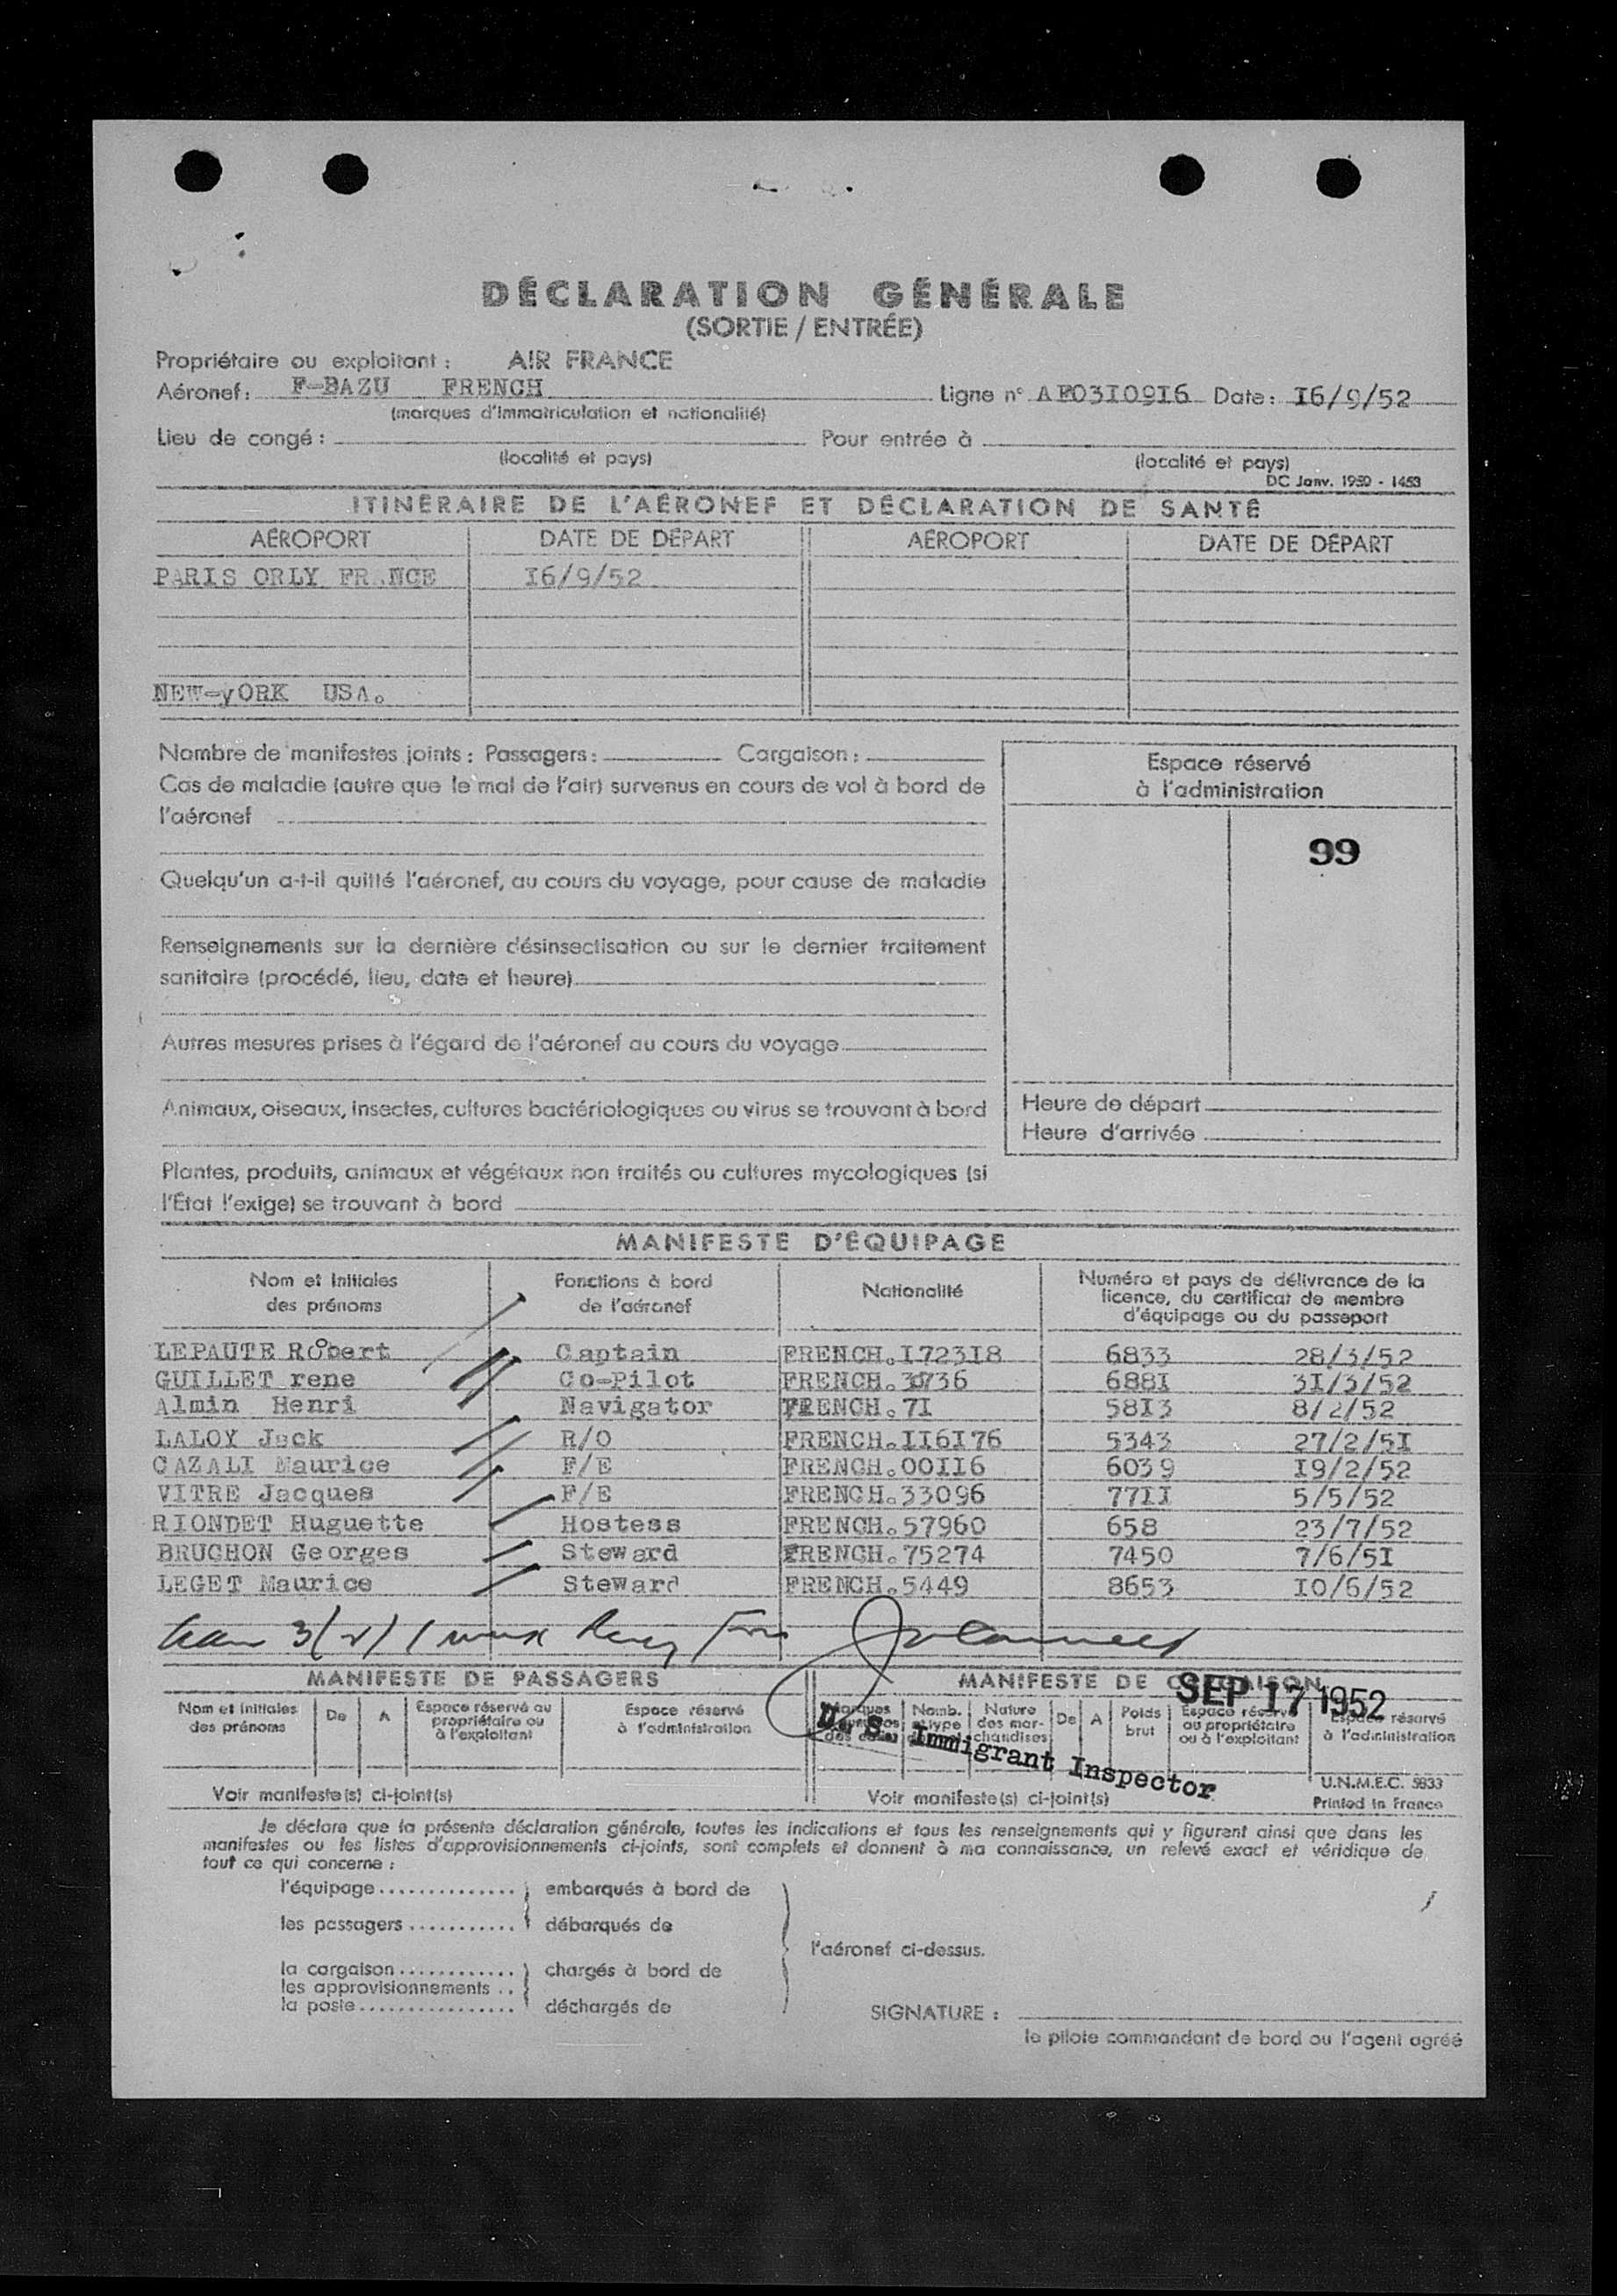 DÉCLARATION GÉNÉRALE
(SORTIE / ENTRÉE)
Propriétaire ou exploitant : AIR FRANCE
Aéronef : F-BAZU FRENCH Ligne n° AF0310916 Date : I6/9/52
(marques d'immatriculation et nationalité)
Lieu de congé : Pour entrée à
(localité et pays) (localité et pays)
DC Janv. 1950 - 1453
ITINÉRAIRE DE L'AÉRONEF ET DÉCLARATION DE SANTÉ
AÉROPORT DATE DE DÉPART AÉROPORT DATE DE DÉPART
PARIS ORLY FRANCE I6/9/52
NEW-yORK USA.
Nombre de manifestes joints : Passagers : Cargaison :
Cas de maladie (autre que le mal de l'air) survenus en cours de vol à bord de
l'aéronef
Espace réservé
à l'administration
99
Quelqu'un a-t-il quitté l'aéronef, au cours du voyage, pour cause de maladie
Renseignements sur la dernière désinsectisation ou sur le dernier traitement
sanitaire (procédé, lieu, date et heure)
Autres mesures prises à l'égard de l'aéronef au cours du voyage
Animaux, oiseaux, insectes, cultures bactériologiques ou virus se trouvant à bord
Heure de départ
Heure d'arrivée
Plantes, produits, animaux et végétaux non traités ou cultures mycologiques (si
l'État l'exige) se trouvant à bord
MANIFESTE D'ÉQUIPAGE
Nom et Initiales des prénoms Fonctions à bord de l'aéronef Nationalité Numéro et pays de délivrance de la licence, du certificat de membre d'équipage ou du passeport
LEPAUTE Robert Captain FRENCH.I723I8 6833 28/3/52
GUILLET rene Co-Pilot FRENCH.3736 688I 3I/3/52
Almin Henri Navigator FRENCH.7I 58I3 8/2/52
LALOY Jack R/O FRENCH.II6I76 5343 27/2/5I
CAZALI Maurice F/E FRENCH.00II6 6039 I9/2/52
VITRE Jacques F/E FRENCH.33096 77II 5/5/52
RIONDET Huguette Hostess FRENCH.57960 658 23/7/52
BRUCHON Georges Steward FRENCH.75274 7450 7/6/5I
LEGET Maurice Steward FRENCH.5449 8653 I0/6/52
MANIFESTE DE PASSAGERS MANIFESTE DE CARGAISON
SEP 17 1952
Nom et initiales des prénoms De A Espace réservé au propriétaire ou à l'exploitant Espace réservé à l'administration
Nomb. Nature des marchandises De A Poids brut Espace réservé au propriétaire ou à l'exploitant Espace réservé à l'administration
U. S. Immigrant Inspector
Voir manifeste(s) ci-joint(s) Voir manifeste(s) ci-joint(s)
U.N.M.E.C. 5833
Printed in France
Je déclare que la présente déclaration générale, toutes les indications et tous les renseignements qui y figurent ainsi que dans les
manifestes ou les listes d'approvisionnements ci-joints, sont complets et donnent à ma connaissance, un relevé exact et véridique de
tout ce qui concerne :
l'équipage embarqués à bord de
les passagers débarqués de
l'aéronef ci-dessus.
la cargaison chargés à bord de
les approvisionnements
la poste déchargés de
SIGNATURE :
le pilote commandant de bord ou l'agent agréé